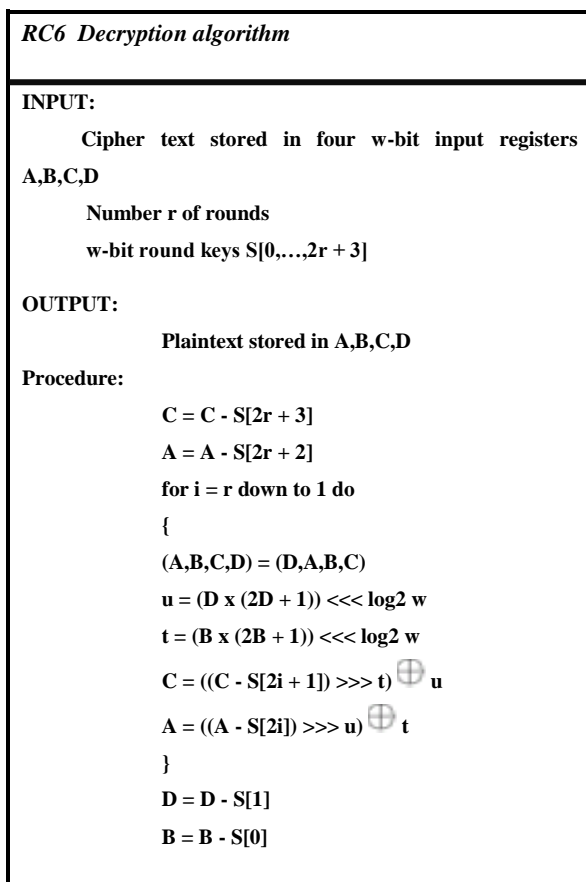 RC6 Decryption algorithm
INPUT:
Cipher text stored in four w-bit input registers
A,B,C,D
Number r of rounds
w-bit round keys S[0,…,2r + 3]
OUTPUT:
Plaintext stored in A,B,C,D
Procedure:
C = C - S[2r + 3]
A = A - S[2r + 2]
for i = r down to 1 do
{
(A,B,C,D) = (D,A,B,C)
u = (D x (2D + 1)) <<< log2 w
t = (B x (2B + 1)) <<< log2 w
C = ((C - S[2i + 1]) >>> t) ⊕ u
A = ((A - S[2i]) >>> u) ⊕ t
}
D = D - S[1]
B = B - S[0]